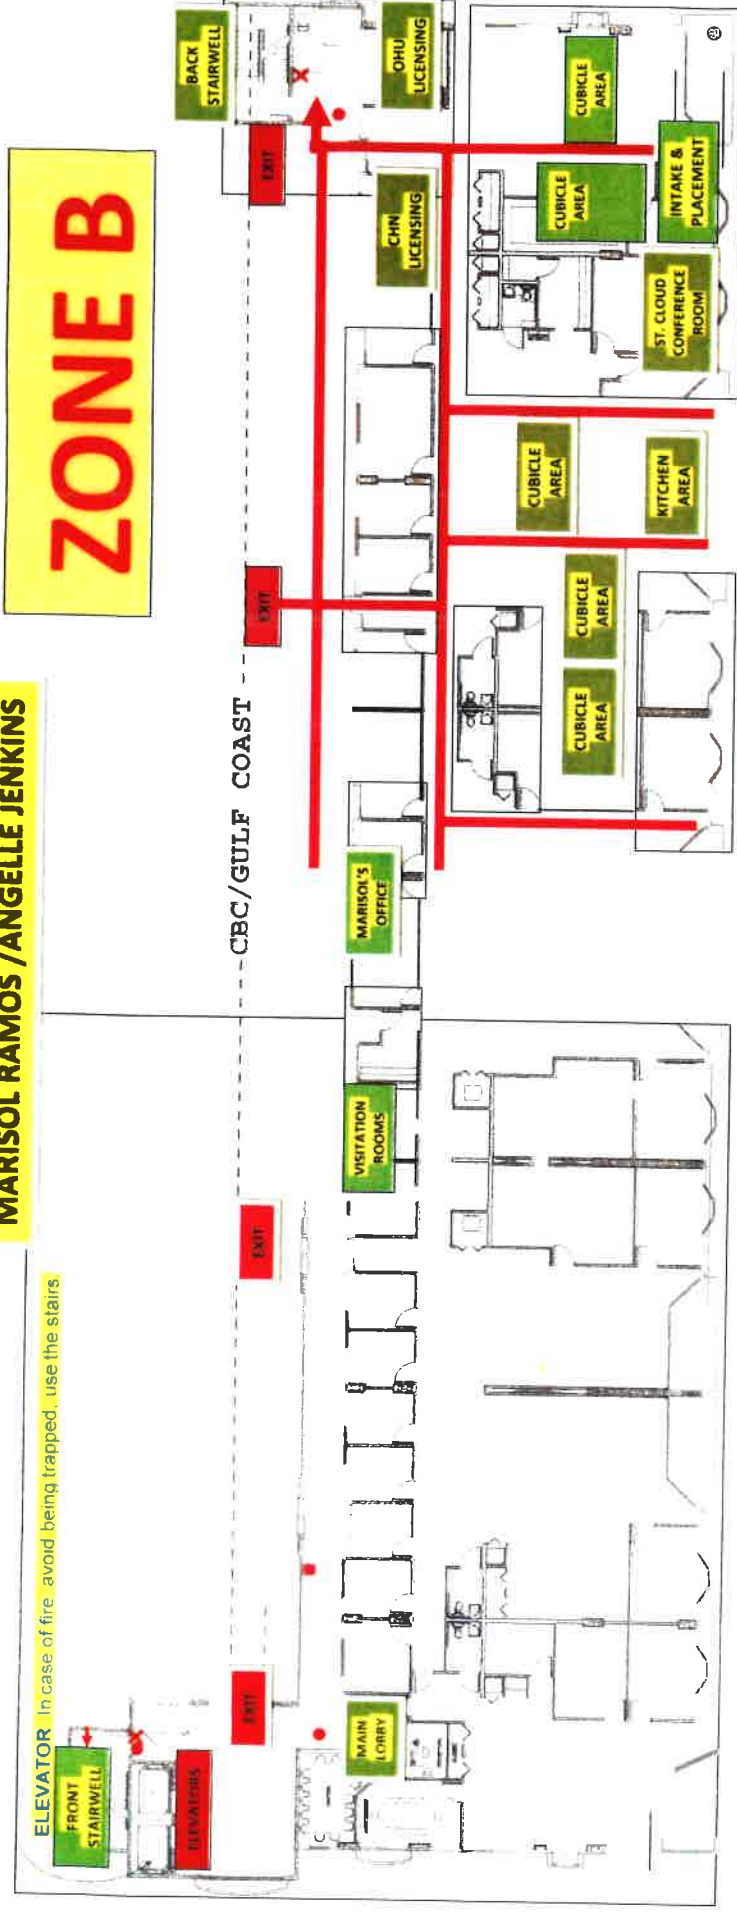 ZONE B
MARISOL RAMOS /ANGELLE JENKINS
ELEVATOR In case of fire avoid being trapped, use the stairs.
FRONT
STAIRWELL
ELEVATORS
EXIT
EXIT
CBC/GULF COAST
EXIT
EXIT
BACK
STAIRWELL
OHU
LICENSING
CHN
LICENSING
MAIN
LOBBY
VISITATION
ROOMS
MARISOL'S
OFFICE
CUBICLE
AREA
CUBICLE
AREA
CUBICLE
AREA
KITCHEN
AREA
CUBICLE
AREA
CUBICLE
AREA
ST. CLOUD
CONFERENCE
ROOM
INTAKE &
PLACEMENT